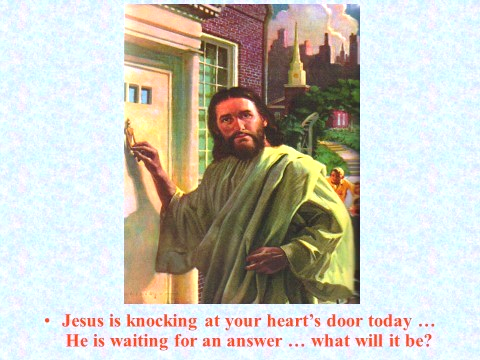 • Jesus is knocking at your heart’s door today …
He is waiting for an answer … what will it be?